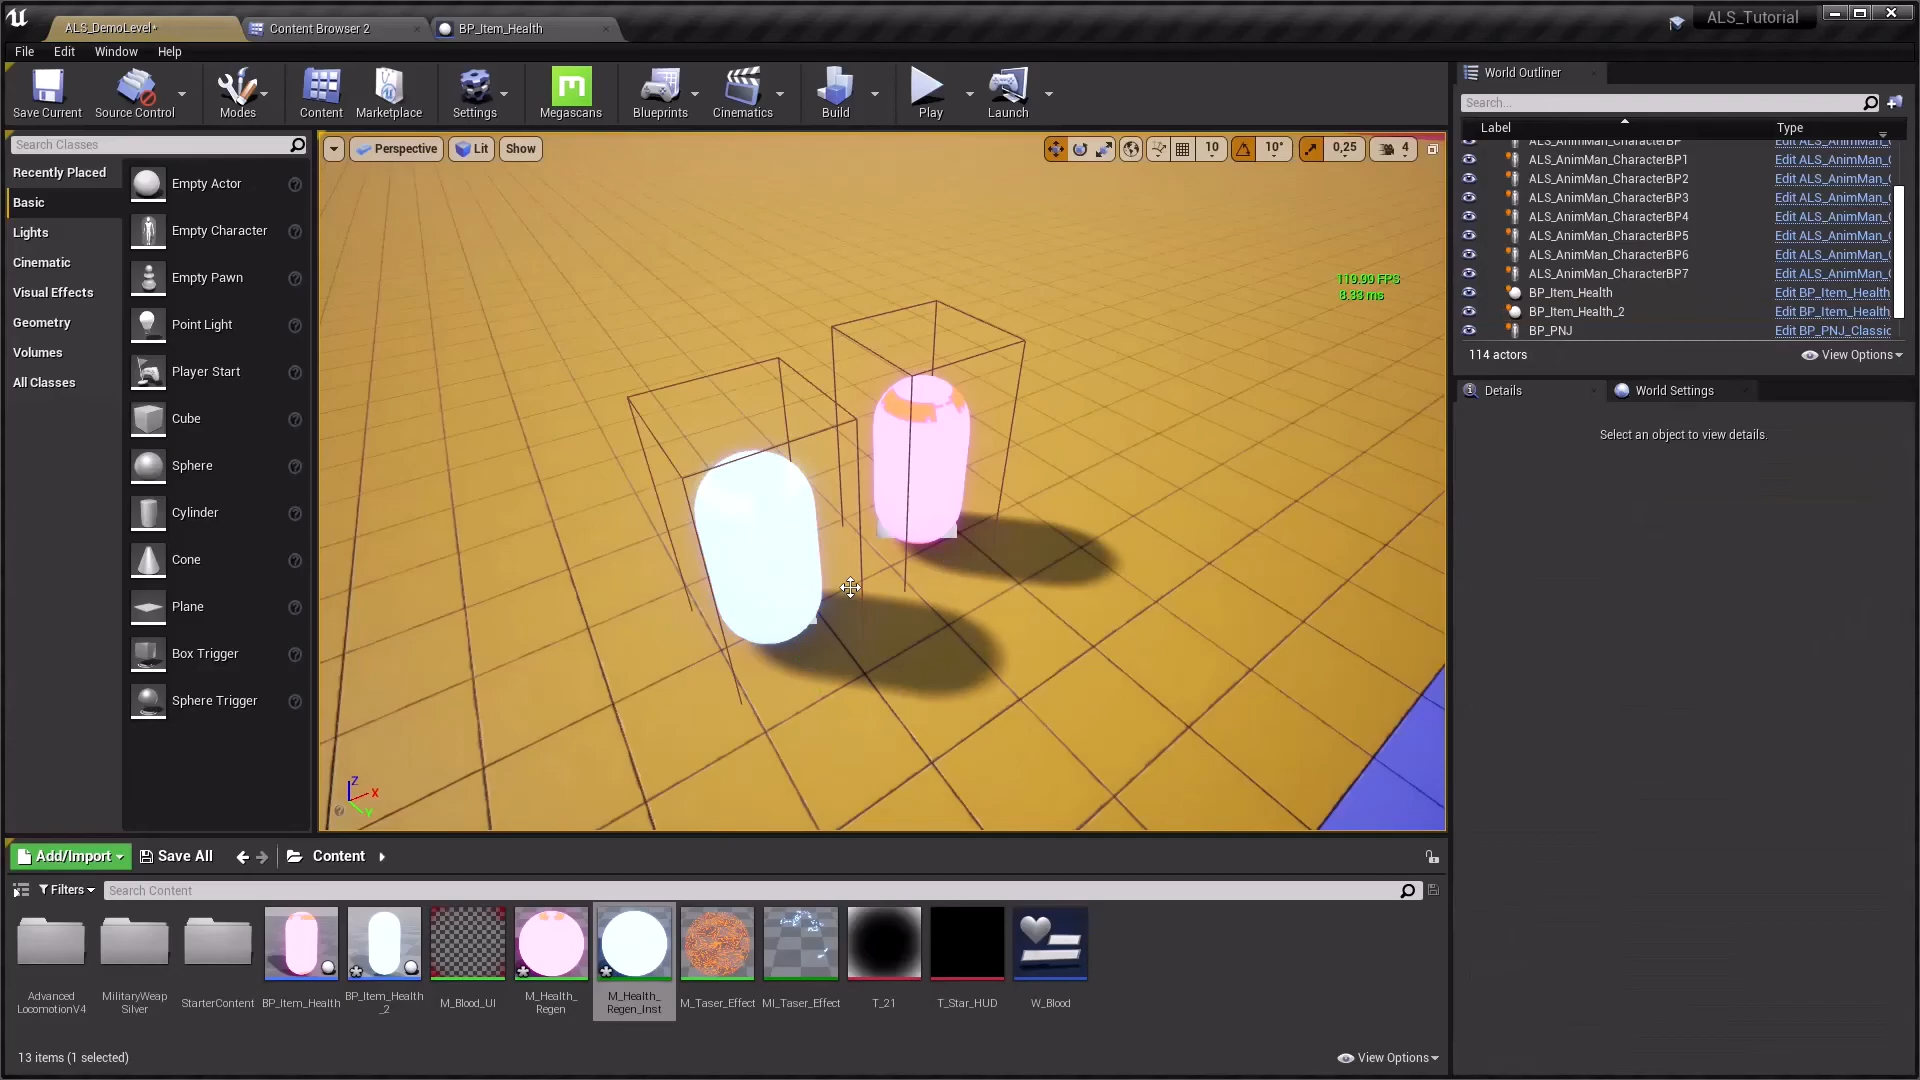 ALS_DemoLevel*
Content Browser 2
BP_Item_Health
ALS_Tutorial
File Edit Window Help
Save Current
Source Control
Modes
Content
Marketplace
Settings
Megascans
Blueprints
Cinematics
Build
Play
Launch
Search Classes
Recently Placed
Basic
Lights
Cinematic
Visual Effects
Geometry
Volumes
All Classes
Empty Actor
Empty Character
Empty Pawn
Point Light
Player Start
Cube
Sphere
Cylinder
Cone
Plane
Box Trigger
Sphere Trigger
Perspective
Lit
Show
10
10°
0,25
4
119.99 FPS
8.33 ms
Z
X
Y
World Outliner
Search...
Label Type
ALS_AnimMan_CharacterBP Edit ALS_AnimMan_
ALS_AnimMan_CharacterBP1 Edit ALS_AnimMan_
ALS_AnimMan_CharacterBP2 Edit ALS_AnimMan_
ALS_AnimMan_CharacterBP3 Edit ALS_AnimMan_
ALS_AnimMan_CharacterBP4 Edit ALS_AnimMan_
ALS_AnimMan_CharacterBP5 Edit ALS_AnimMan_
ALS_AnimMan_CharacterBP6 Edit ALS_AnimMan_
ALS_AnimMan_CharacterBP7 Edit ALS_AnimMan_
BP_Item_Health Edit BP_Item_Health
BP_Item_Health_2 Edit BP_Item_Health
BP_PNJ Edit BP_PNJ_Classic
114 actors
View Options
Details
World Settings
Select an object to view details.
Add/Import
Save All
Content
Filters
Search Content
Advanced
LocomotionV4
MilitaryWeap
Silver
StarterContent
BP_Item_Health
BP_Item_Health
_2
M_Blood_UI
M_Health_
Regen
M_Health_
Regen_Inst
M_Taser_Effect
MI_Taser_Effect
T_21
T_Star_HUD
W_Blood
13 items (1 selected)
View Options